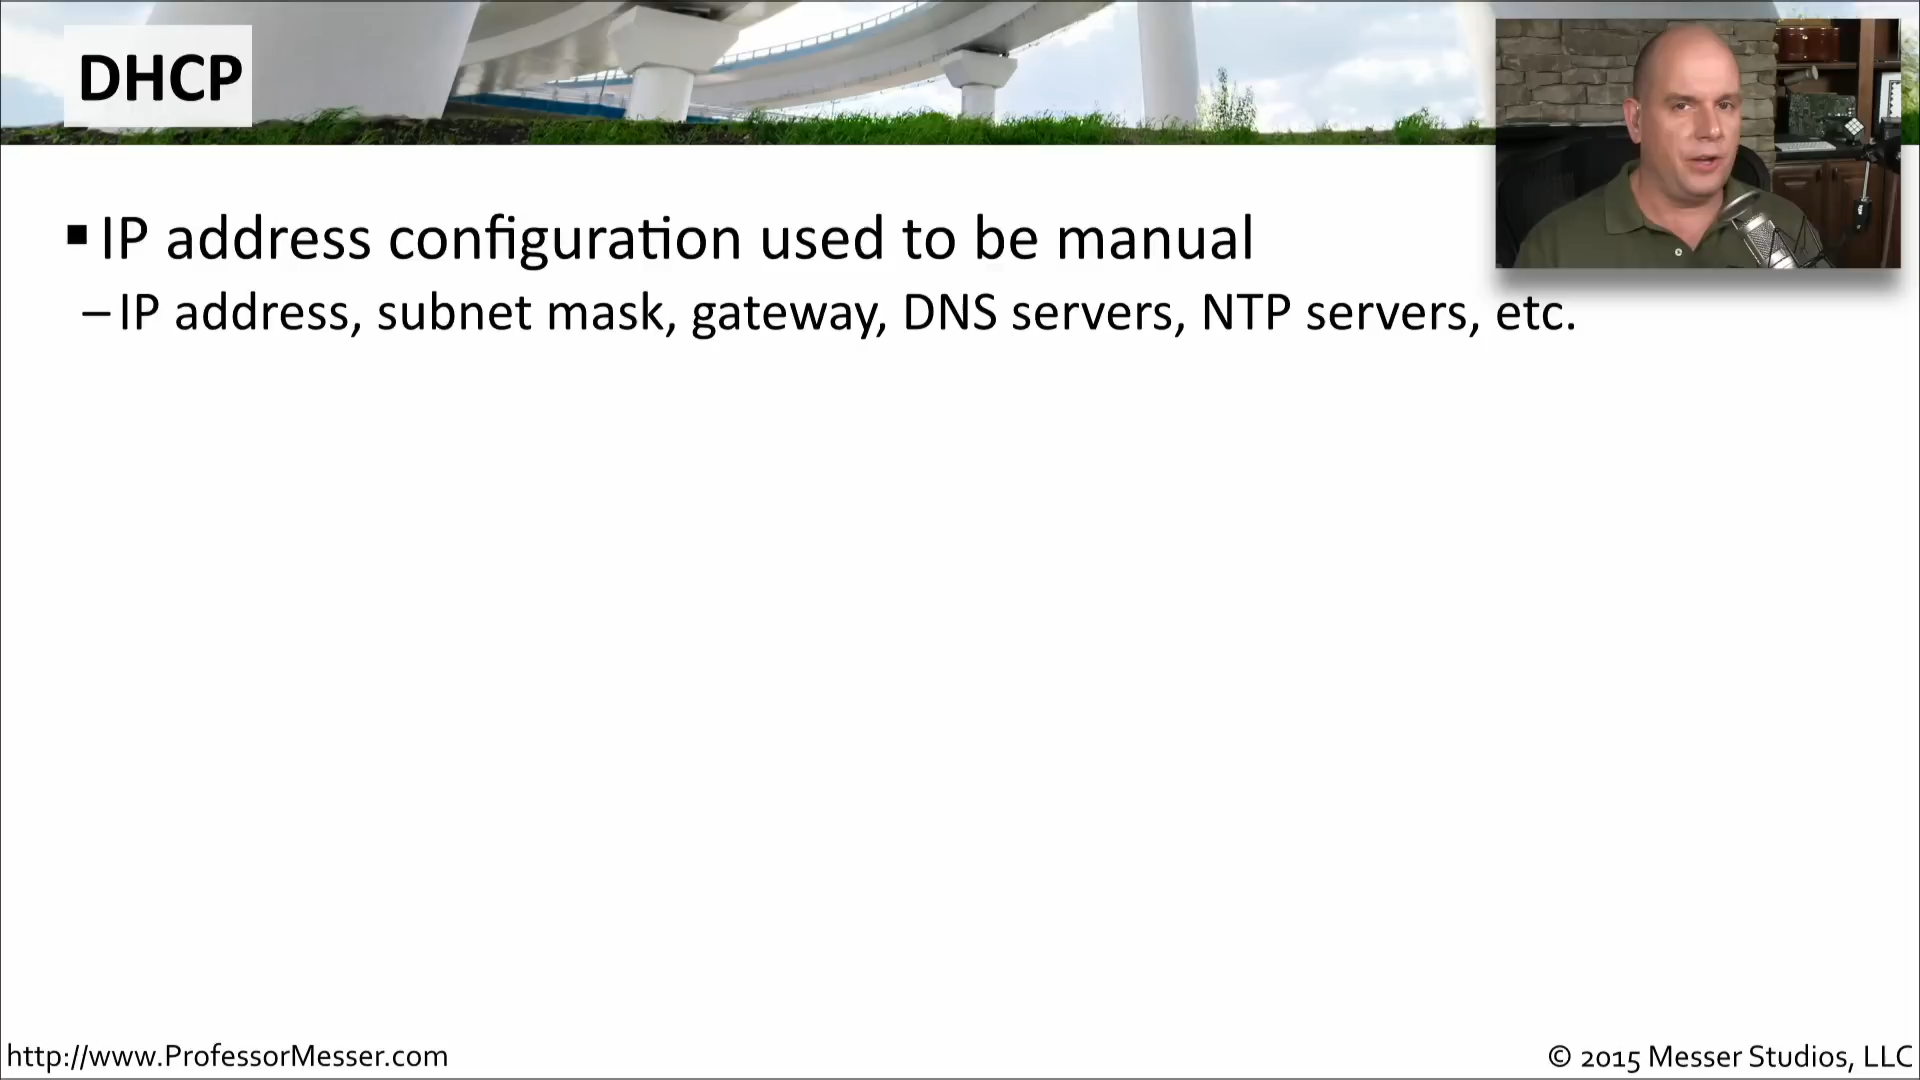 DHCP
▪ IP address configuration used to be manual
– IP address, subnet mask, gateway, DNS servers, NTP servers, etc.
http://www.ProfessorMesser.com
© 2015 Messer Studios, LLC